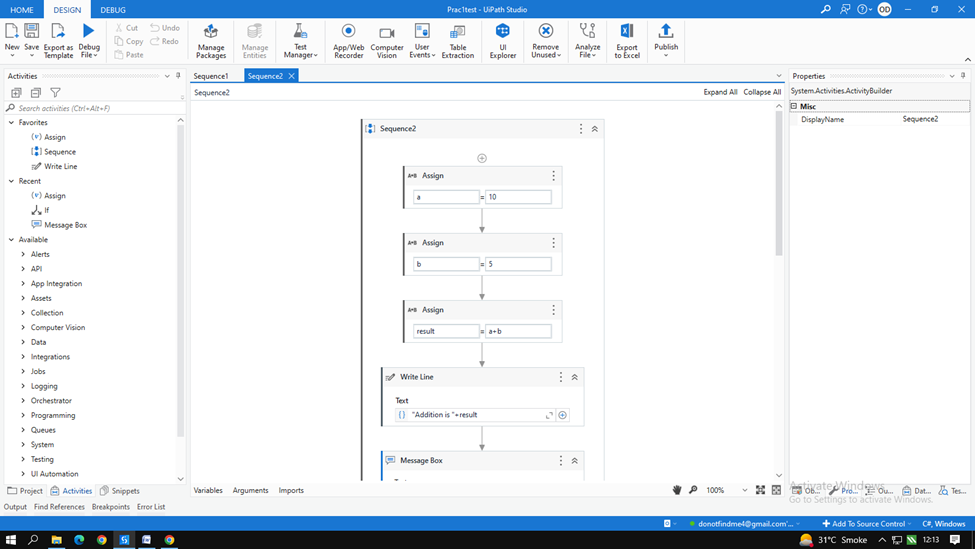 HOME DESIGN DEBUG
Prac1test - UiPath Studio
OD
New
Save
Export as Template
Debug File
Cut
Copy
Paste
Undo
Redo
Manage Packages
Manage Entities
Test Manager
App/Web Recorder
Computer Vision
User Events
Table Extraction
UI Explorer
Remove Unused
Analyze File
Export to Excel
Publish
Activities
Search activities (Ctrl+Alt+F)
Favorites
Assign
Sequence
Write Line
Recent
Assign
If
Message Box
Available
Alerts
API
App Integration
Assets
Collection
Computer Vision
Data
Integrations
Jobs
Logging
Orchestrator
Programming
Queues
System
Testing
UI Automation
Project Activities Snippets
Sequence1 Sequence2
Sequence2 Expand All Collapse All
Sequence2
A+B Assign
a = 10
A+B Assign
b = 5
A+B Assign
result = a+b
Write Line
Text
"Addition is "+result
Message Box
Variables Arguments Imports 100%
Properties
System.Activities.ActivityBuilder
Misc
DisplayName Sequence2
Activate Windows
Go to Settings to activate Windows.
Ob... Pro... Ou... Dat... Tes...
Output Find References Breakpoints Error List
0 donotfindme4@gmail.com'... Add To Source Control C#, Windows
31°C Smoke 12:13